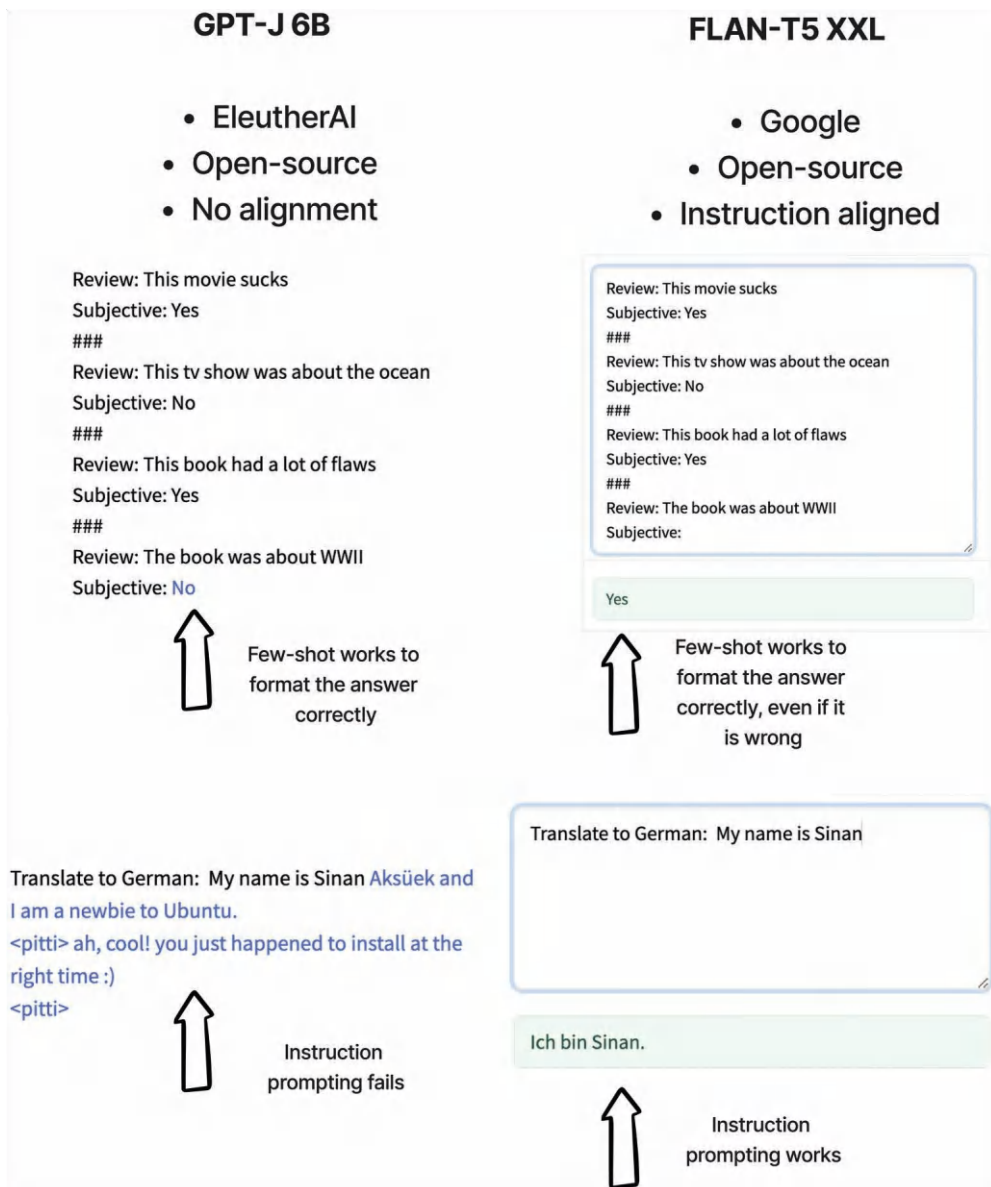 GPT-J 6B
• EleutherAI
• Open-source
• No alignment
Review: This movie sucks
Subjective: Yes
###
Review: This tv show was about the ocean
Subjective: No
###
Review: This book had a lot of flaws
Subjective: Yes
###
Review: The book was about WWII
Subjective: No
Few-shot works to
format the answer
correctly
Translate to German:  My name is Sinan Aksüek and
I am a newbie to Ubuntu.
<pitti> ah, cool! you just happened to install at the
right time :)
<pitti>
Instruction
prompting fails
FLAN-T5 XXL
• Google
• Open-source
• Instruction aligned
Review: This movie sucks
Subjective: Yes
###
Review: This tv show was about the ocean
Subjective: No
###
Review: This book had a lot of flaws
Subjective: Yes
###
Review: The book was about WWII
Subjective:
Yes
Few-shot works to
format the answer
correctly, even if it
is wrong
Translate to German:  My name is Sinan
Ich bin Sinan.
Instruction
prompting works